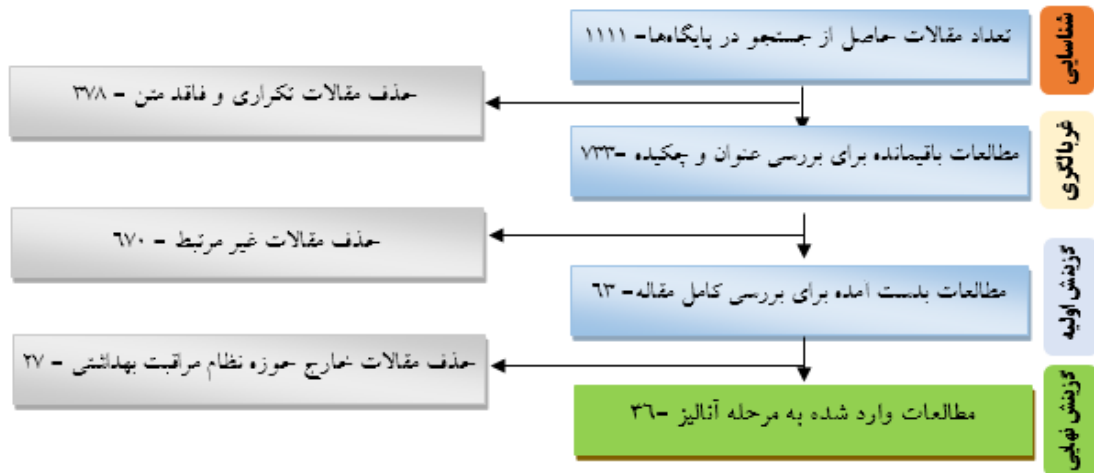 شناسایی
تعداد مقالات حاصل از جستجو در پایگاه‌ها- ۱۱۱۱
حذف مقالات تکراری و فاقد متن - ۳۷۸
غربالگری
مطالعات باقیمانده برای بررسی عنوان و چکیده -۷۳۳
حذف مقالات غیر مرتبط - ۶۷۰
گزینش اولیه
مطالعات بدست آمده برای بررسی کامل مقاله- ۶۳
حذف مقالات خارج حوزه نظام مراقبت بهداشتی - ۲۷
گزینش نهایی
مطالعات وارد شده به مرحله آنالیز -۳۶